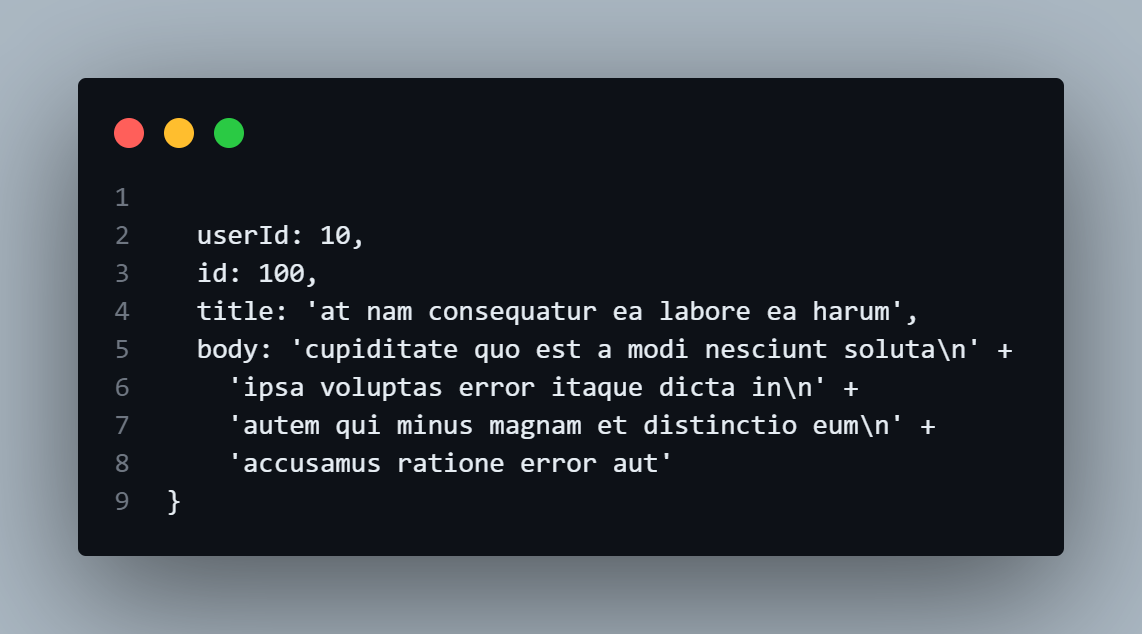 1
2 userId: 10,
3 id: 100,
4 title: 'at nam consequatur ea labore ea harum',
5 body: 'cupiditate quo est a modi nesciunt soluta\n' +
6 'ipsa voluptas error itaque dicta in\n' +
7 'autem qui minus magnam et distinctio eum\n' +
8 'accusamus ratione error aut'
9 }